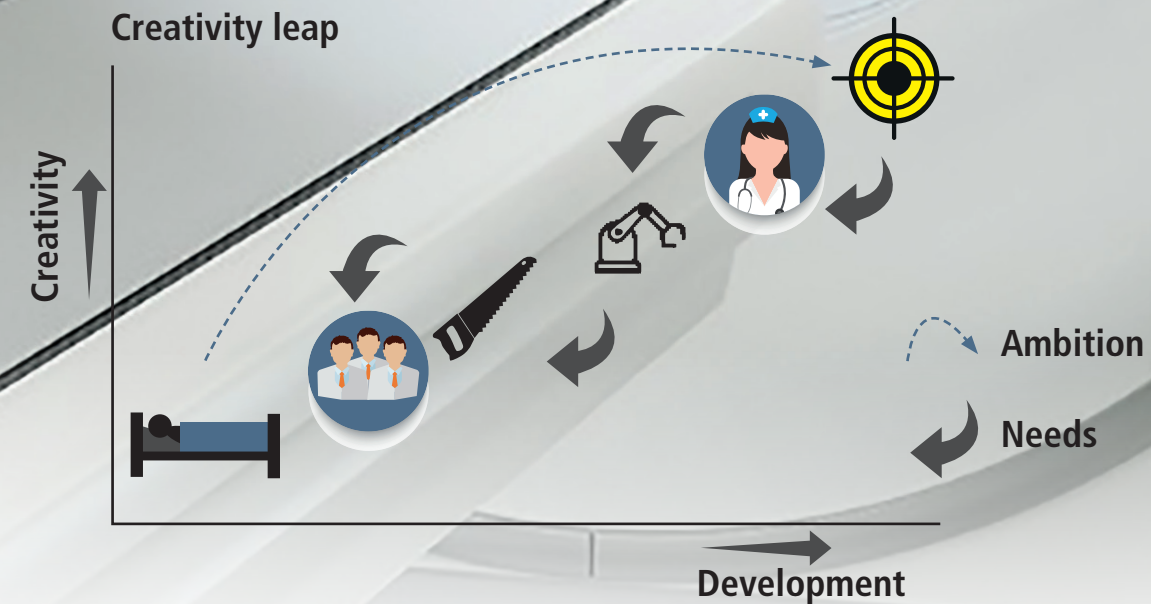 Creativity leap
Creativity
Ambition
Needs
Development